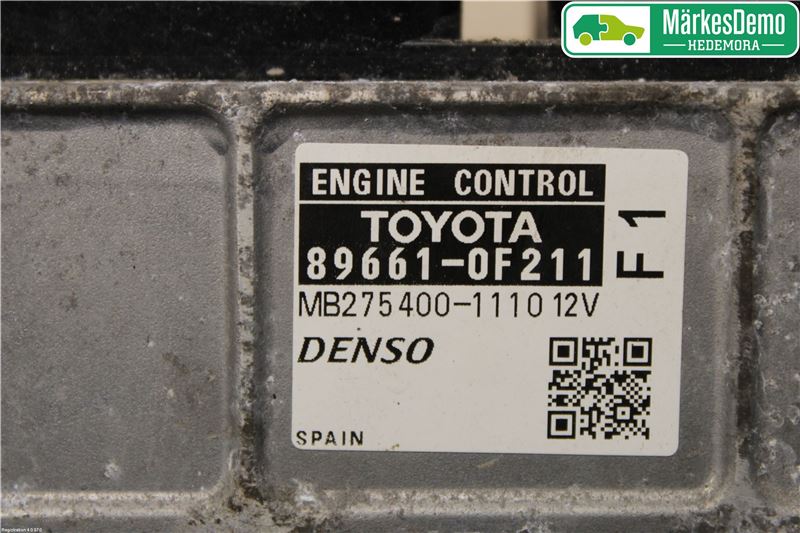 MärkesDemo
HEDEMORA
ENGINE CONTROL
TOYOTA
89661-0F211
F1
MB275400-1110 12V
DENSO
SPAIN